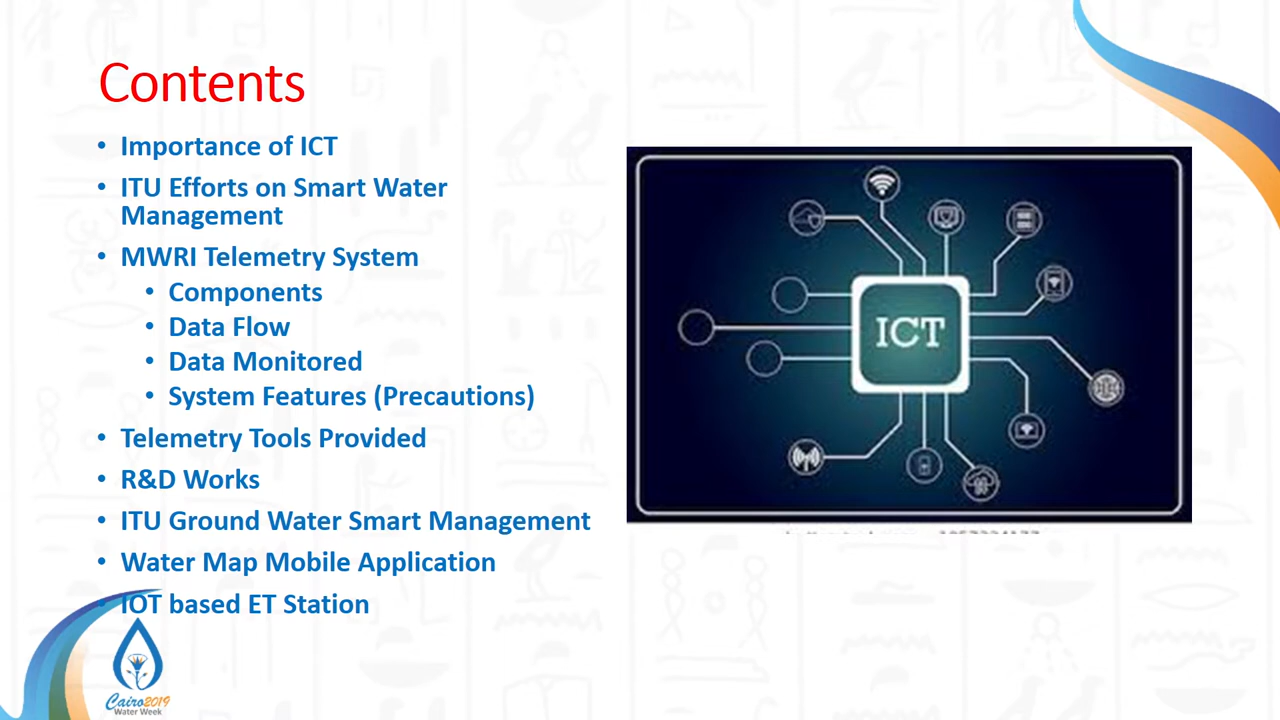 Contents
• Importance of ICT
• ITU Efforts on Smart Water
Management
• MWRI Telemetry System
• Components
• Data Flow
• Data Monitored
• System Features (Precautions)
• Telemetry Tools Provided
• R&D Works
• ITU Ground Water Smart Management
• Water Map Mobile Application
• IOT based ET Station
ICT
Cairo2019
Water Week